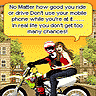 No Matter how good you ride
or drive Don't use your mobile
phone while you're at it......
In real life you don't get too
many chances!